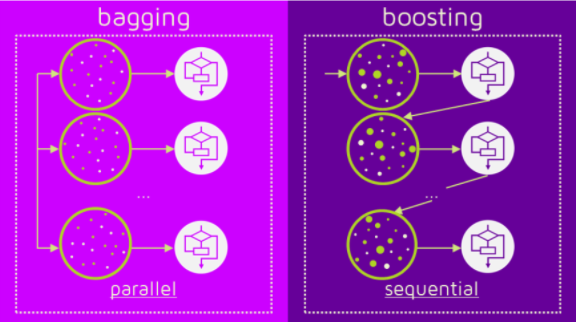 bagging
boosting
...
...
parallel
sequential